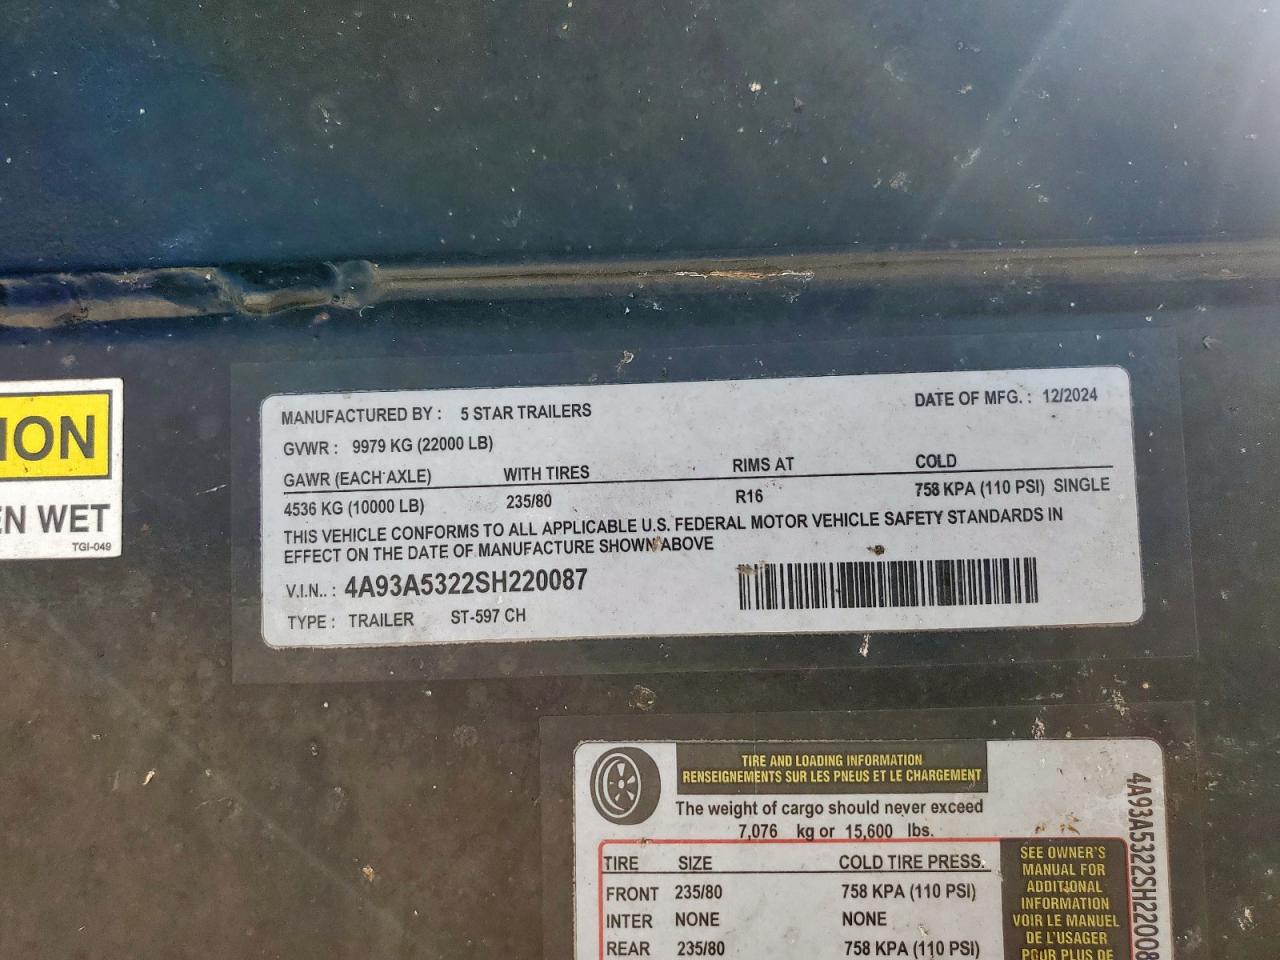 ION
EN WET
TGI-049
MANUFACTURED BY : 5 STAR TRAILERS DATE OF MFG. : 12/2024
GVWR : 9979 KG (22000 LB)
GAWR (EACH AXLE) WITH TIRES RIMS AT COLD
4536 KG (10000 LB) 235/80 R16 758 KPA (110 PSI) SINGLE
THIS VEHICLE CONFORMS TO ALL APPLICABLE U.S. FEDERAL MOTOR VEHICLE SAFETY STANDARDS IN
EFFECT ON THE DATE OF MANUFACTURE SHOWN ABOVE
V.I.N.. : 4A93A5322SH220087
TYPE : TRAILER ST-597 CH
TIRE AND LOADING INFORMATION
RENSEIGNEMENTS SUR LES PNEUS ET LE CHARGEMENT
The weight of cargo should never exceed
7,076 kg or 15,600 lbs.
TIRE SIZE COLD TIRE PRESS.
FRONT 235/80 758 KPA (110 PSI)
INTER NONE NONE
REAR 235/80 758 KPA (110 PSI)
SEE OWNER'S
MANUAL FOR
ADDITIONAL
INFORMATION
VOIR LE MANUEL
DE L'USAGER
POUR PLUS DE
4A93A5322SH22008